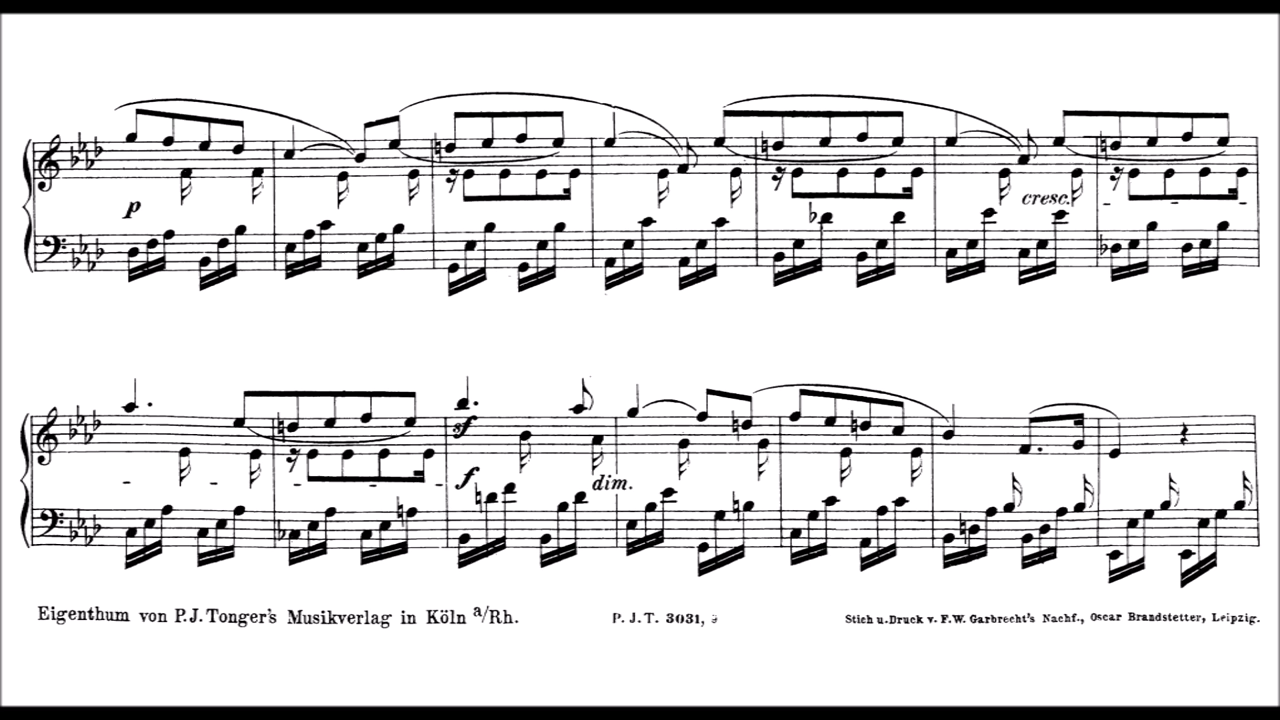 p
cresc.
sf
f dim.
Eigenthum von P.J. Tonger's Musikverlag in Köln a/Rh. P. J. T. 3031, Stich u. Druck v. F.W. Garbrecht's Nachf., Oscar Brandstetter, Leipzig.